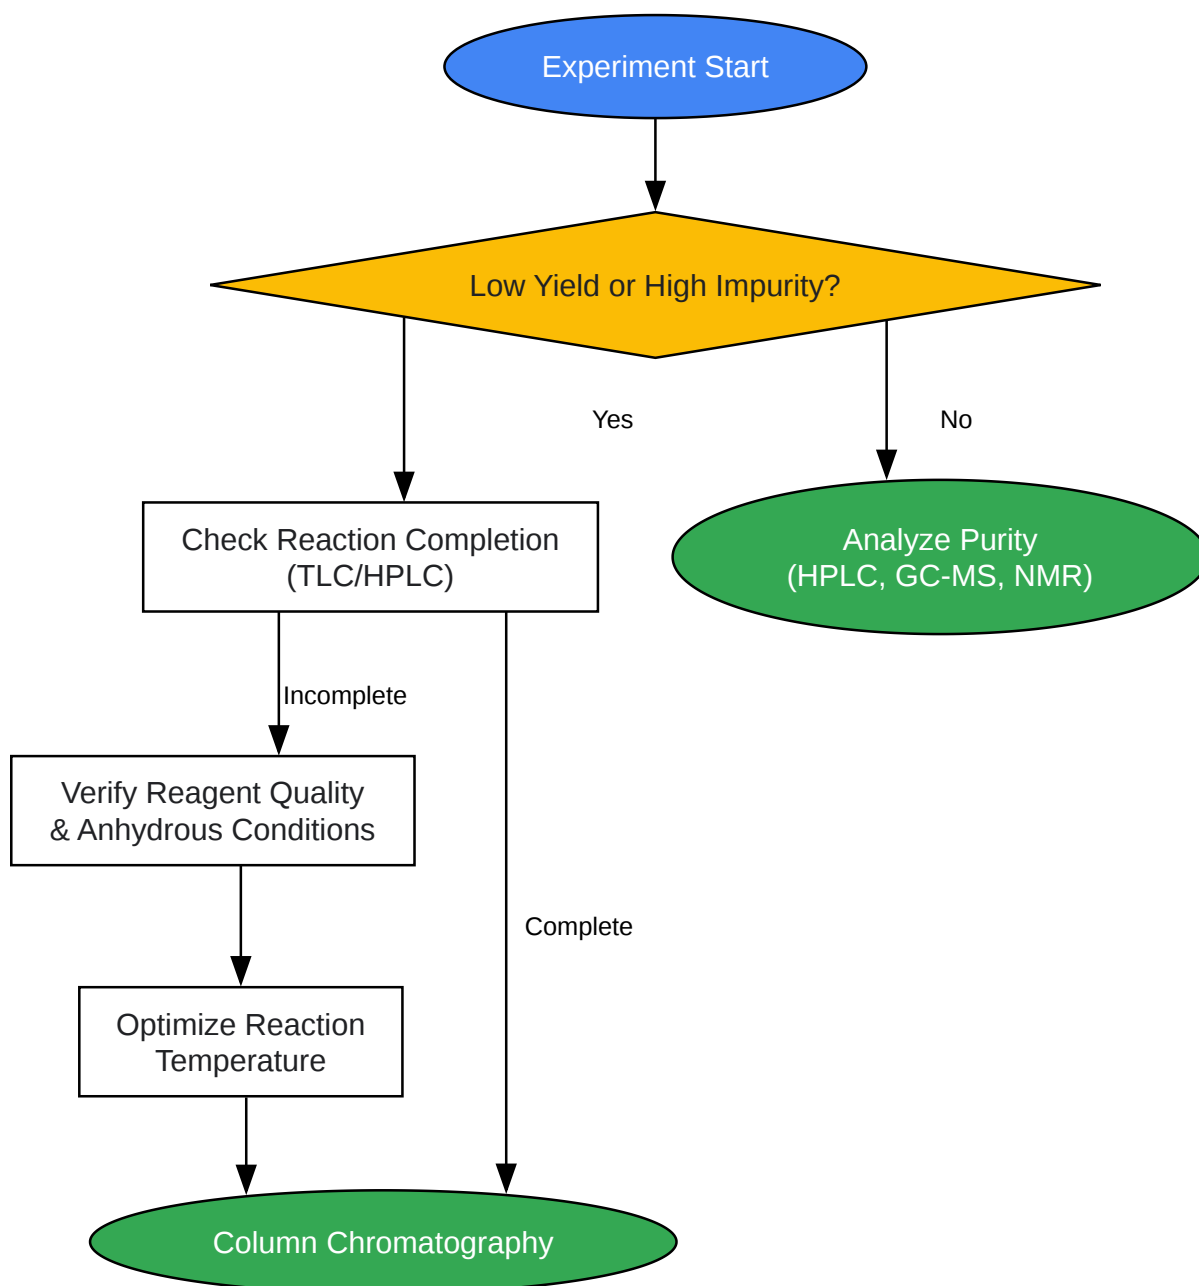 Experiment Start
Low Yield or High Impurity?
Yes
No
Check Reaction Completion
(TLC/HPLC)
Analyze Purity
(HPLC, GC-MS, NMR)
Incomplete
Verify Reagent Quality
& Anhydrous Conditions
Complete
Optimize Reaction
Temperature
Column Chromatography